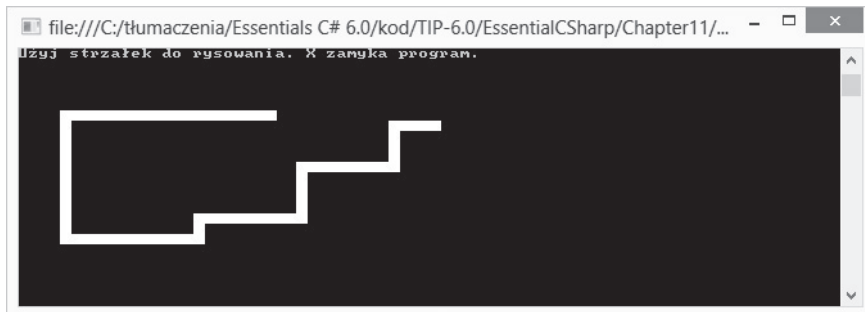 file:///C:/tłumaczenia/Essentials C# 6.0/kod/TIP-6.0/EssentialCSharp/Chapter11/...
Użyj strzałek do rysowania. X zamyka program.